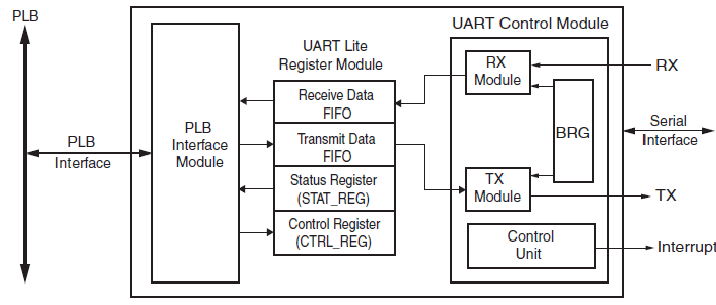 PLB
UART Control Module
UART Lite
Register Module
RX
Module
RX
Receive Data
FIFO
PLB
Interface
Module
PLB
Interface
Transmit Data
FIFO
BRG
Serial
Interface
Status Register
(STAT_REG)
TX
Module
TX
Control Register
(CTRL_REG)
Control
Unit
Interrupt